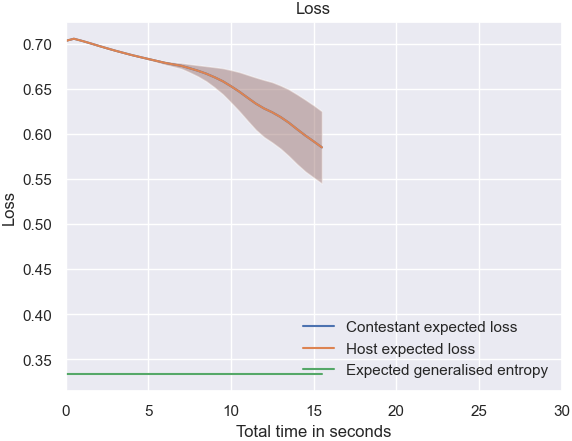 Loss
0.70
0.65
0.60
0.55
0.50
0.45
0.40
0.35
Loss
Contestant expected loss
Host expected loss
Expected generalised entropy
0 5 10 15 20 25 30
Total time in seconds